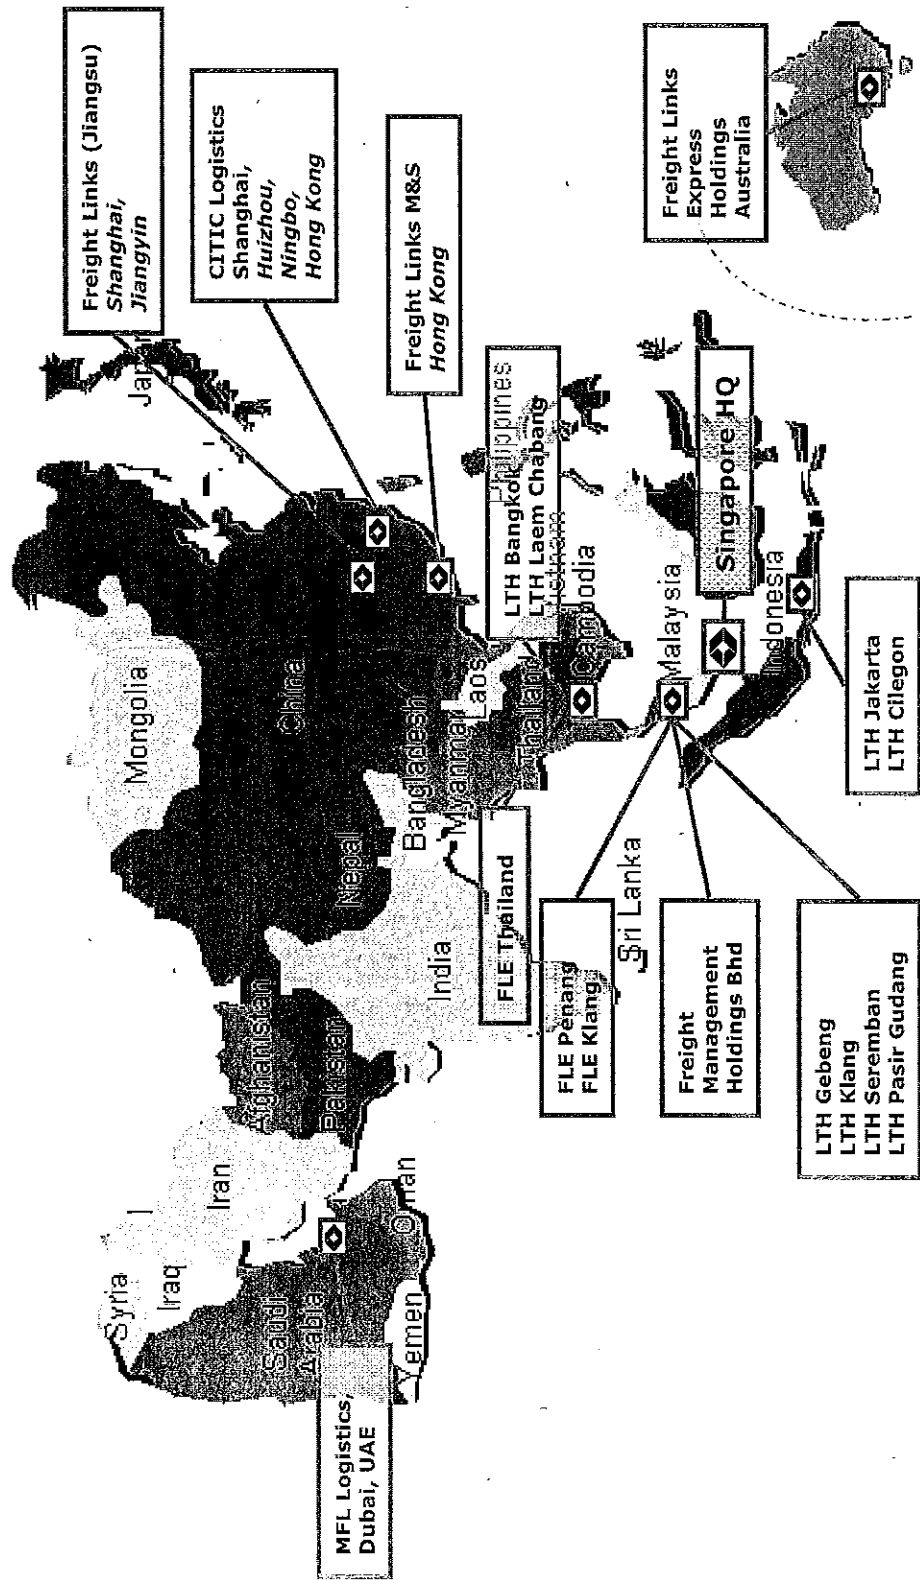 Freight Links (Jiangsu)
Shanghai,
Jiangyin
CITIC Logistics
Shanghai,
Huizhou,
Ningbo,
Hong Kong
Freight Links M&S
Hong Kong
LTH Bangkok
LTH Laem Chabang
Singapore HQ
Freight Links
Express
Holdings
Australia
LTH Jakarta
LTH Cilegon
FLE Thailand
FLE Penang
FLE Klang
Freight
Management
Holdings Bhd
LTH Gebeng
LTH Klang
LTH Seremban
LTH Pasir Gudang
MFL Logistics,
Dubai, UAE
Syria
Iraq
Iran
Saudi
Arabia
Yemen
Oman
Afghanistan
Pakistan
India
Nepal
Sri Lanka
Bangladesh
Myanmar
Mongolia
China
Laos
Thailand
Vietnam
Cambodia
Philippines
Malaysia
Indonesia
Japan